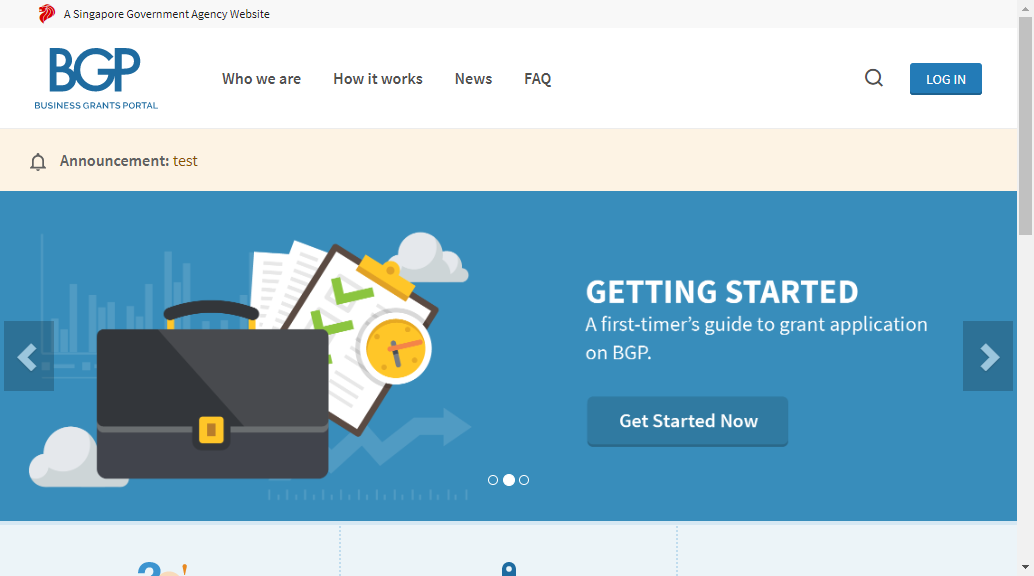 A Singapore Government Agency Website
BGP
BUSINESS GRANTS PORTAL
Who we are
How it works
News
FAQ
LOG IN
Announcement: test
GETTING STARTED
A first-timer's guide to grant application
on BGP.
Get Started Now